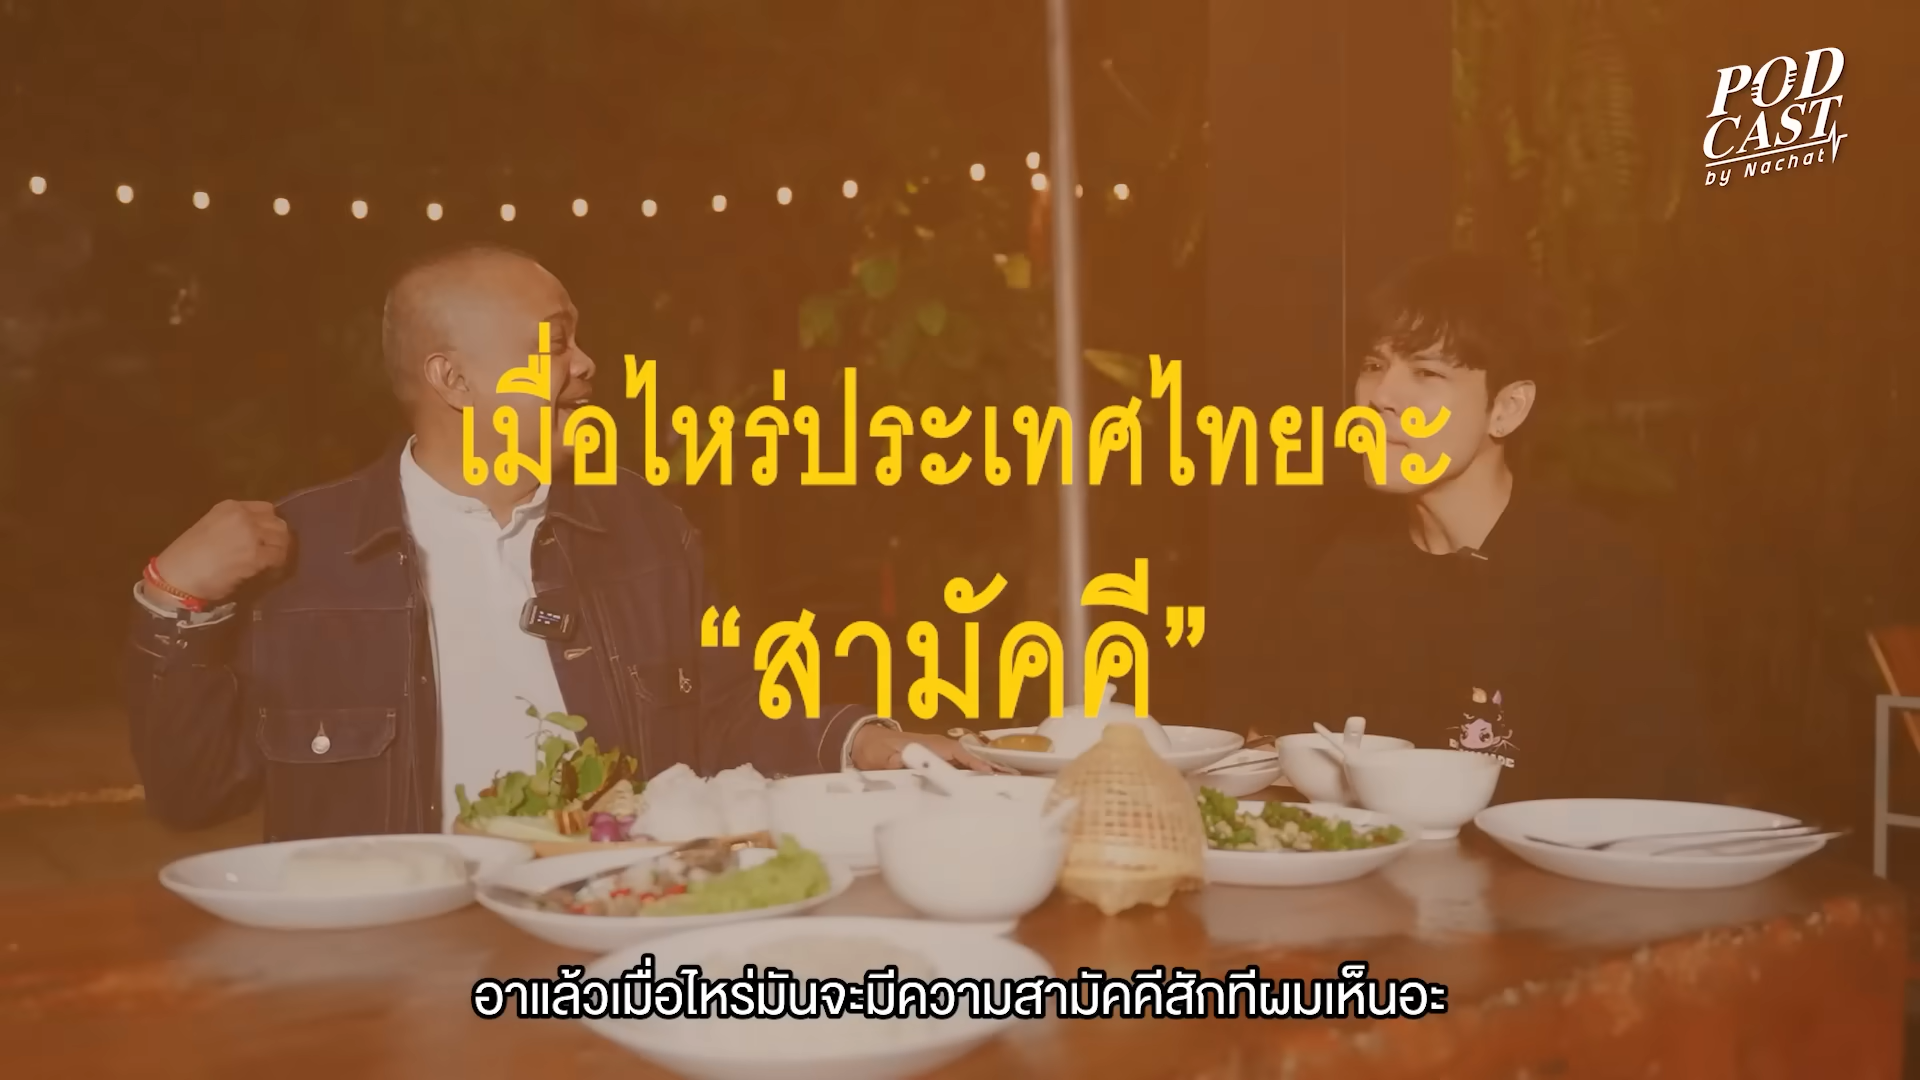 POD
CAST
by Nachat
เมื่อไหร่ประเทศไทยจะ
“สามัคคี”
อาแล้วเมื่อไหร่มันจะมีความสามัคคีสักทีผมเห็นอะ